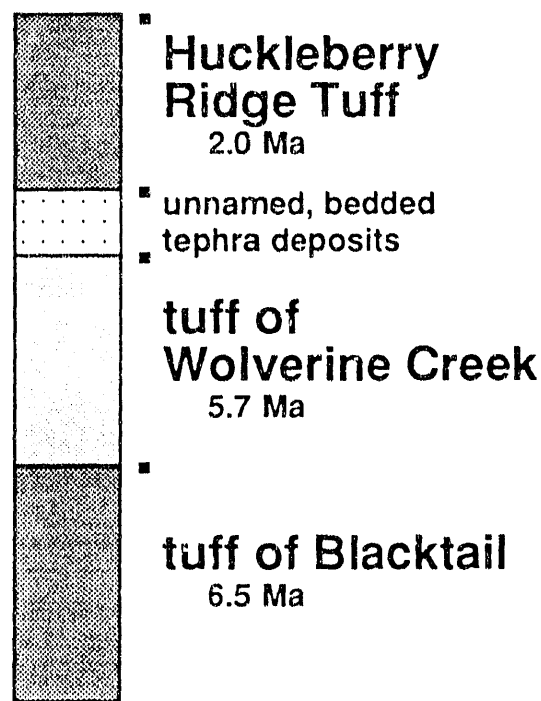 Huckleberry
Ridge Tuff
2.0 Ma
unnamed, bedded
tephra deposits
tuff of
Wolverine Creek
5.7 Ma
tuff of Blacktail
6.5 Ma